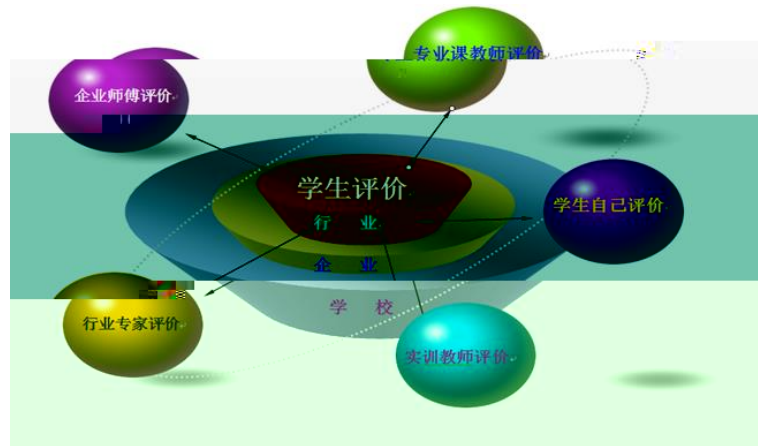 专业课教师评价
企业师傅评价
学生评价
学生自己评价
行 业
企 业
学 校
行业专家评价
实训教师评价